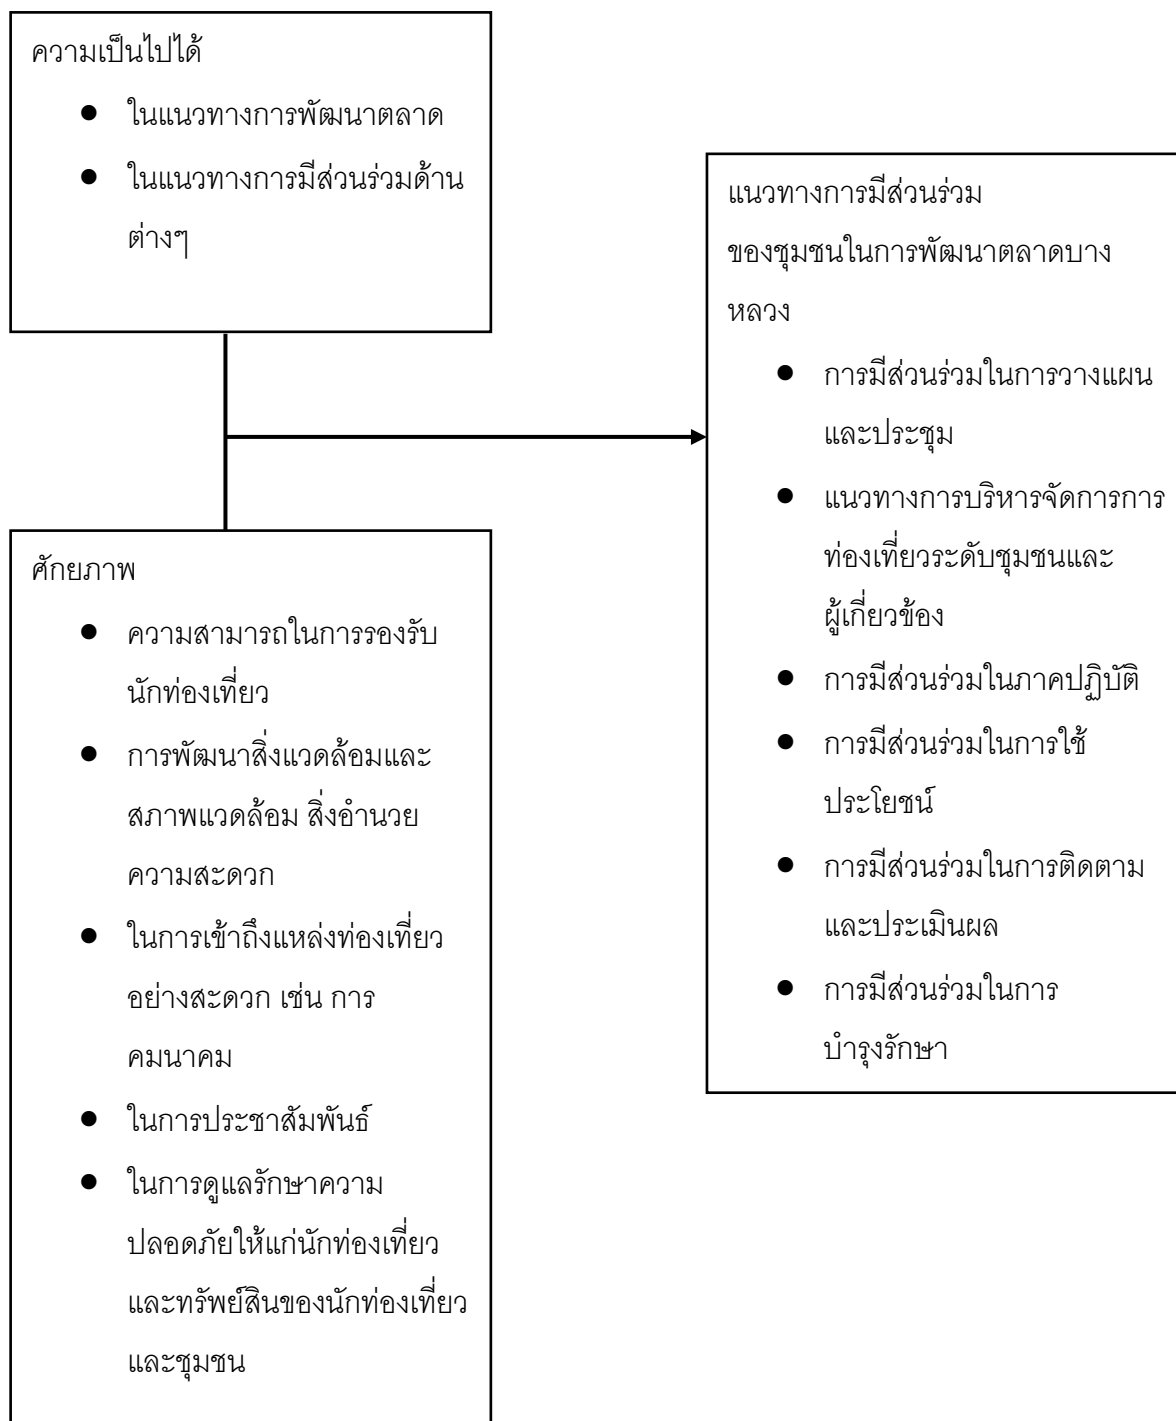 ความเป็นไปได้
● ในแนวทางการพัฒนาตลาด
● ในแนวทางการมีส่วนร่วมด้าน
ต่างๆ
ศักยภาพ
● ความสามารถในการรองรับ
นักท่องเที่ยว
● การพัฒนาสิ่งแวดล้อมและ
สภาพแวดล้อม สิ่งอำนวย
ความสะดวก
● ในการเข้าถึงแหล่งท่องเที่ยว
อย่างสะดวก เช่น การ
คมนาคม
● ในการประชาสัมพันธ์
● ในการดูแลรักษาความ
ปลอดภัยให้แก่นักท่องเที่ยว
และทรัพย์สินของนักท่องเที่ยว
และชุมชน
แนวทางการมีส่วนร่วม
ของชุมชนในการพัฒนาตลาดบาง
หลวง
● การมีส่วนร่วมในการวางแผน
และประชุม
● แนวทางการบริหารจัดการการ
ท่องเที่ยวระดับชุมชนและ
ผู้เกี่ยวข้อง
● การมีส่วนร่วมในภาคปฏิบัติ
● การมีส่วนร่วมในการใช้
ประโยชน์
● การมีส่วนร่วมในการติดตาม
และประเมินผล
● การมีส่วนร่วมในการ
บำรุงรักษา